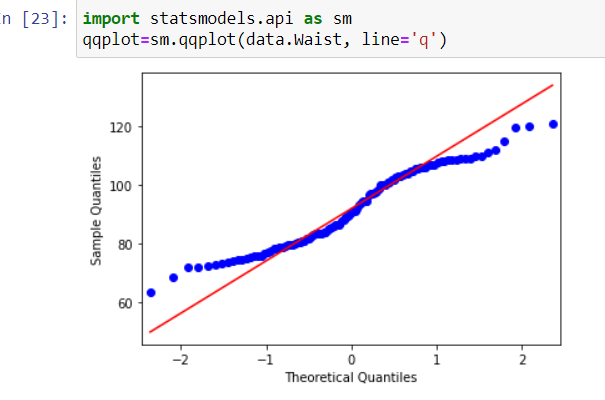 n [23]: import statsmodels.api as sm
qqplot=sm.qqplot(data.Waist, line='q')
120
100
80
60
Sample Quantiles
−2 −1 0 1 2
Theoretical Quantiles